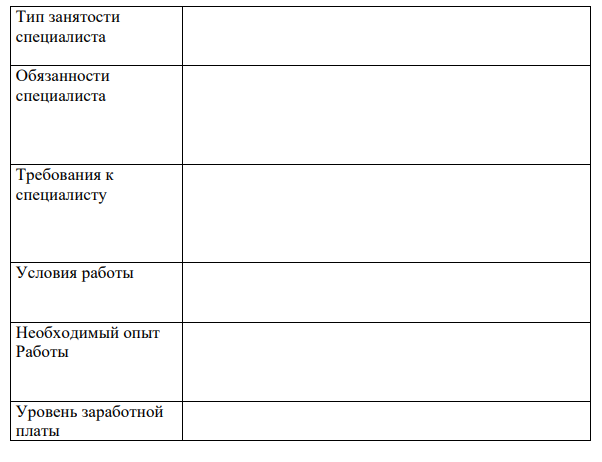 Тип занятости
специалиста
Обязанности
специалиста
Требования к
специалисту
Условия работы
Необходимый опыт
Работы
Уровень заработной
платы